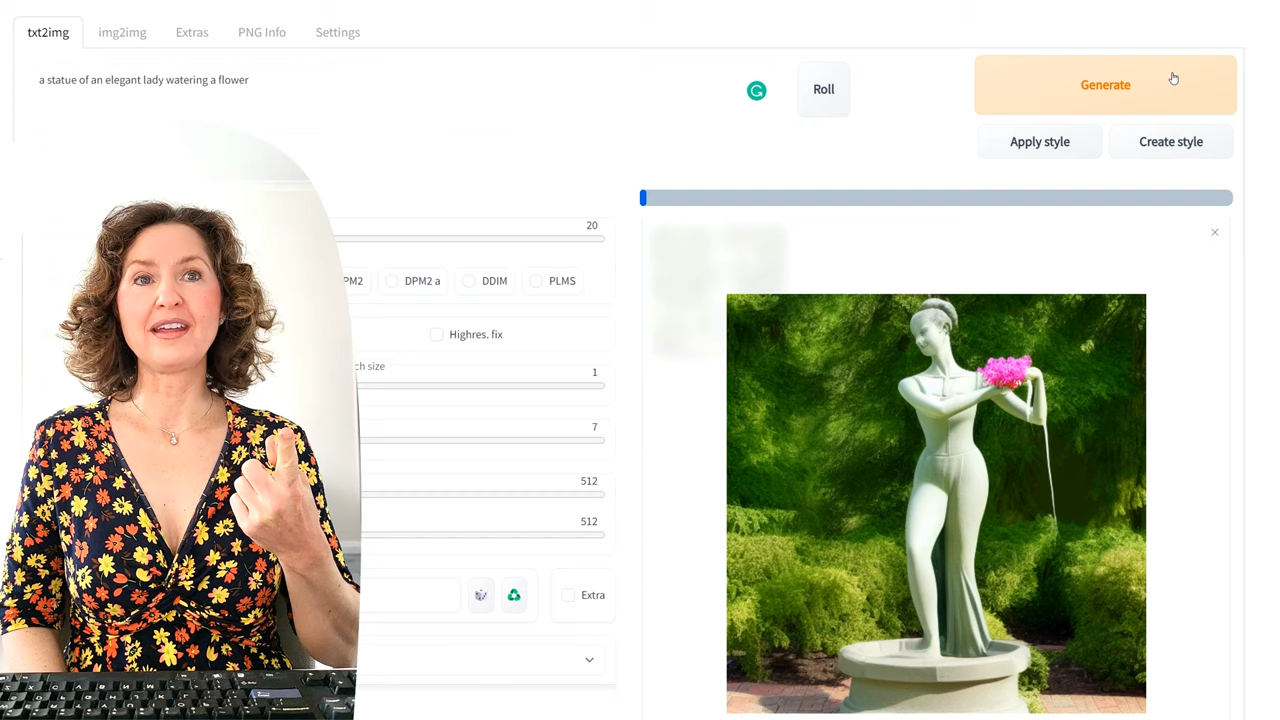 txt2img img2img Extras PNG Info Settings
a statue of an elegant lady watering a flower
Roll
Generate
Apply style Create style
20
PM2 DPM2 a DDIM PLMS
Highres. fix
ch size
1
7
512
512
Extra